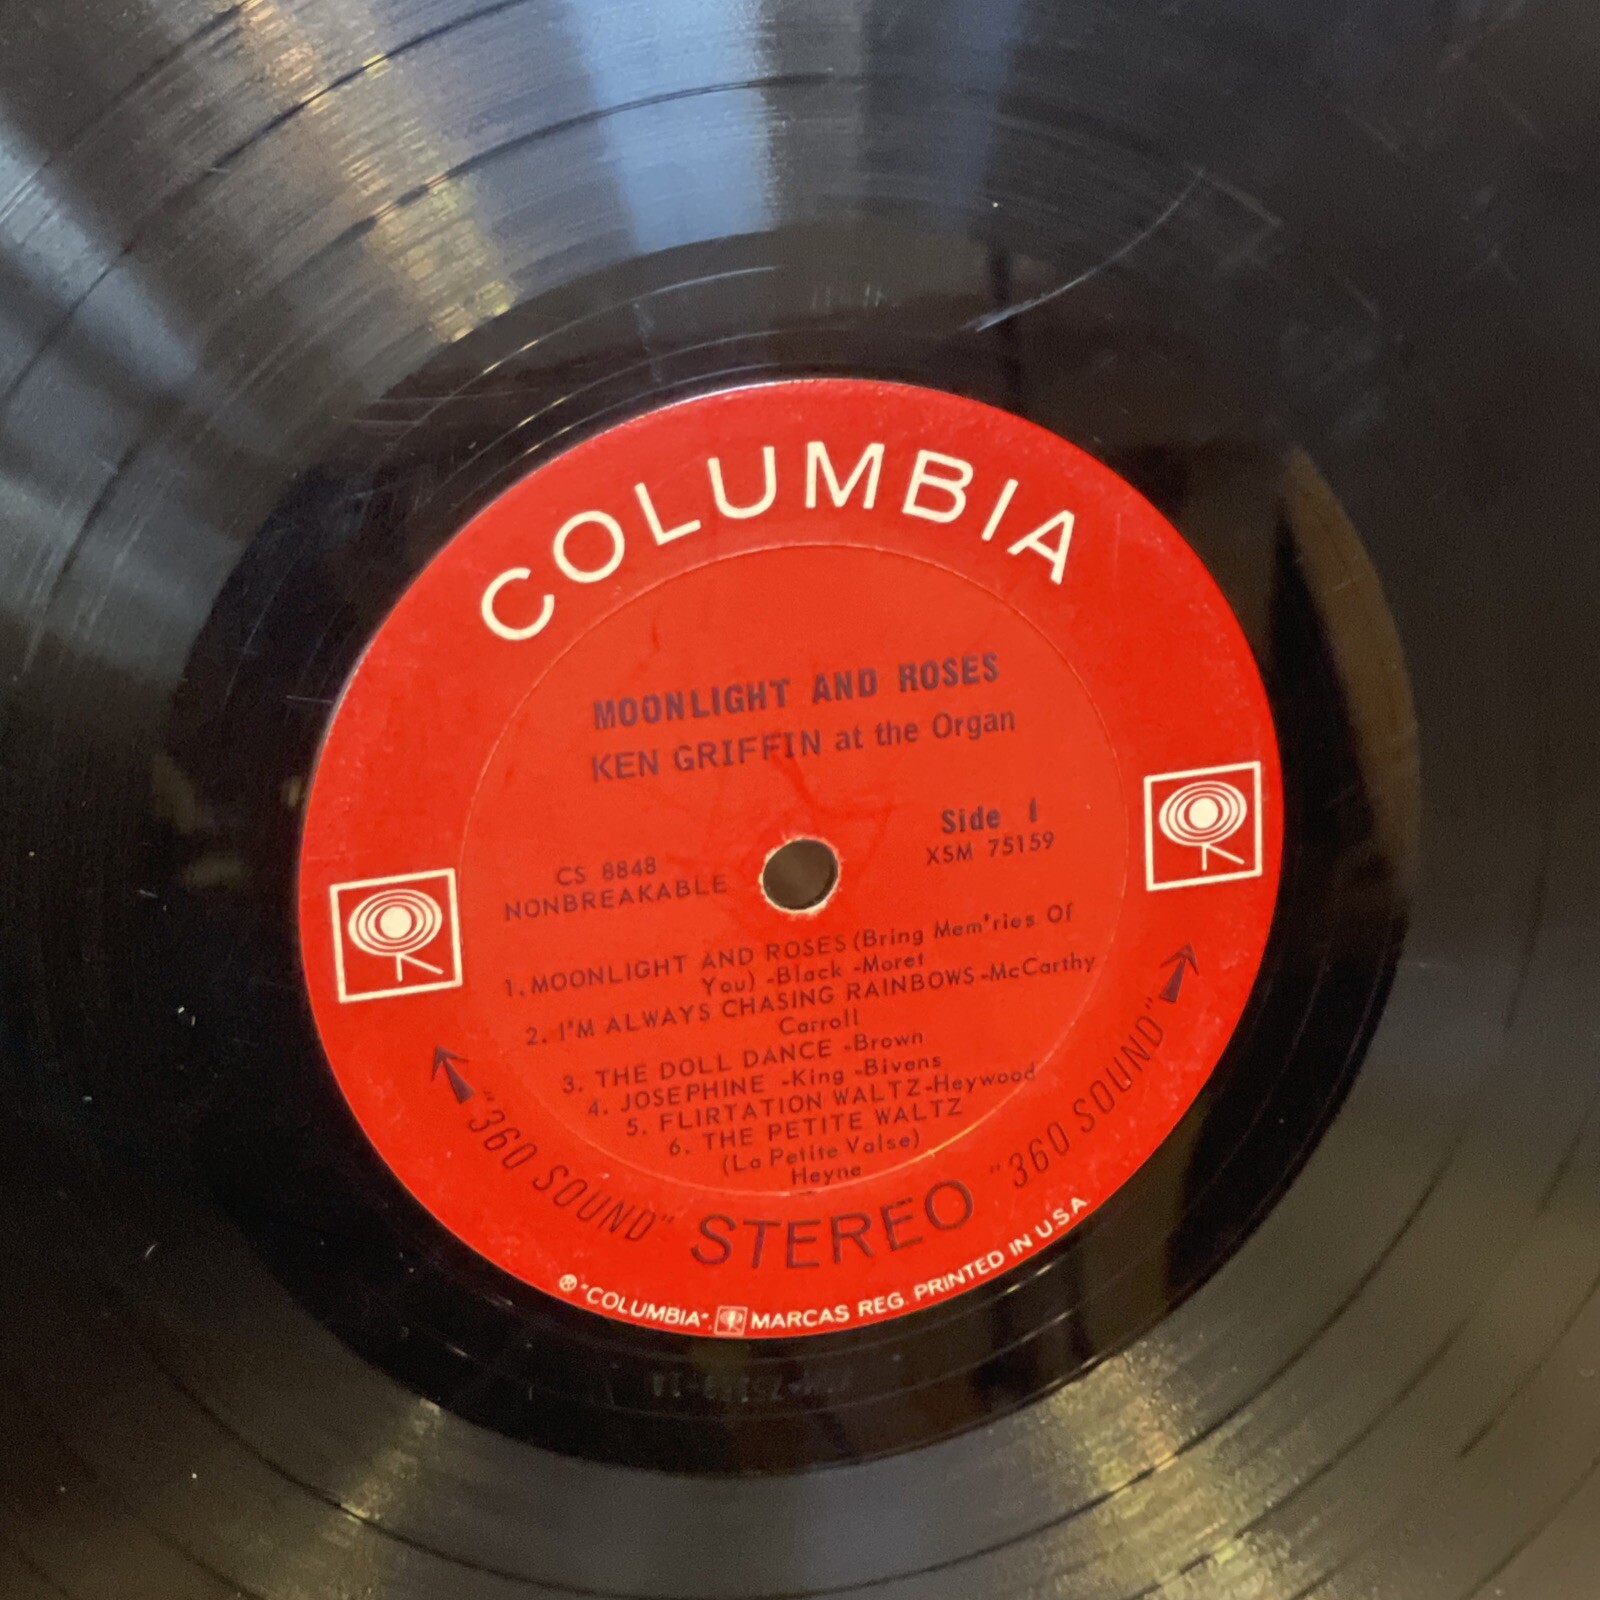 COLUMBIA
MOONLIGHT AND ROSES
KEN GRIFFIN at the Organ
Side 1
XSM 75159
CS 8848
NONBREAKABLE
1. MOONLIGHT AND ROSES (Bring Mem'ries Of
You) -Black -Moret
2. I'M ALWAYS CHASING RAINBOWS -McCarthy
Carroll
3. THE DOLL DANCE -Brown
4. JOSEPHINE -King -Bivens
5. FLIRTATION WALTZ -Heywood
6. THE PETITE WALTZ
(La Petite Valse)
Heyne
"360 SOUND" STEREO "360 SOUND"
® "COLUMBIA", MARCAS REG. PRINTED IN U.S.A.